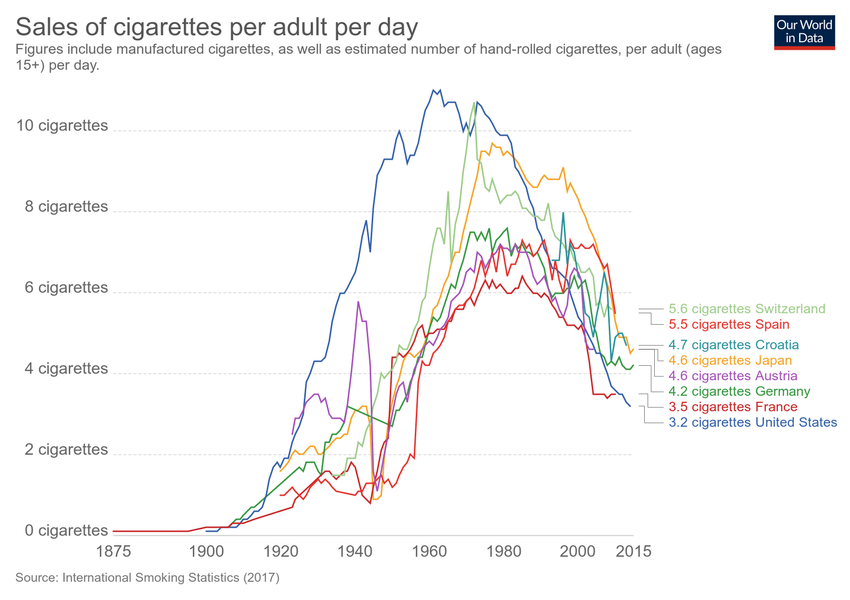 Sales of cigarettes per adult per day
Our World
in Data
Figures include manufactured cigarettes, as well as estimated number of hand-rolled cigarettes, per adult (ages
15+) per day.
10 cigarettes
8 cigarettes
6 cigarettes
4 cigarettes
2 cigarettes
0 cigarettes
5.6 cigarettes Switzerland
5.5 cigarettes Spain
4.7 cigarettes Croatia
4.6 cigarettes Japan
4.6 cigarettes Austria
4.2 cigarettes Germany
3.5 cigarettes France
3.2 cigarettes United States
1875 1900 1920 1940 1960 1980 2000 2015
Source: International Smoking Statistics (2017)